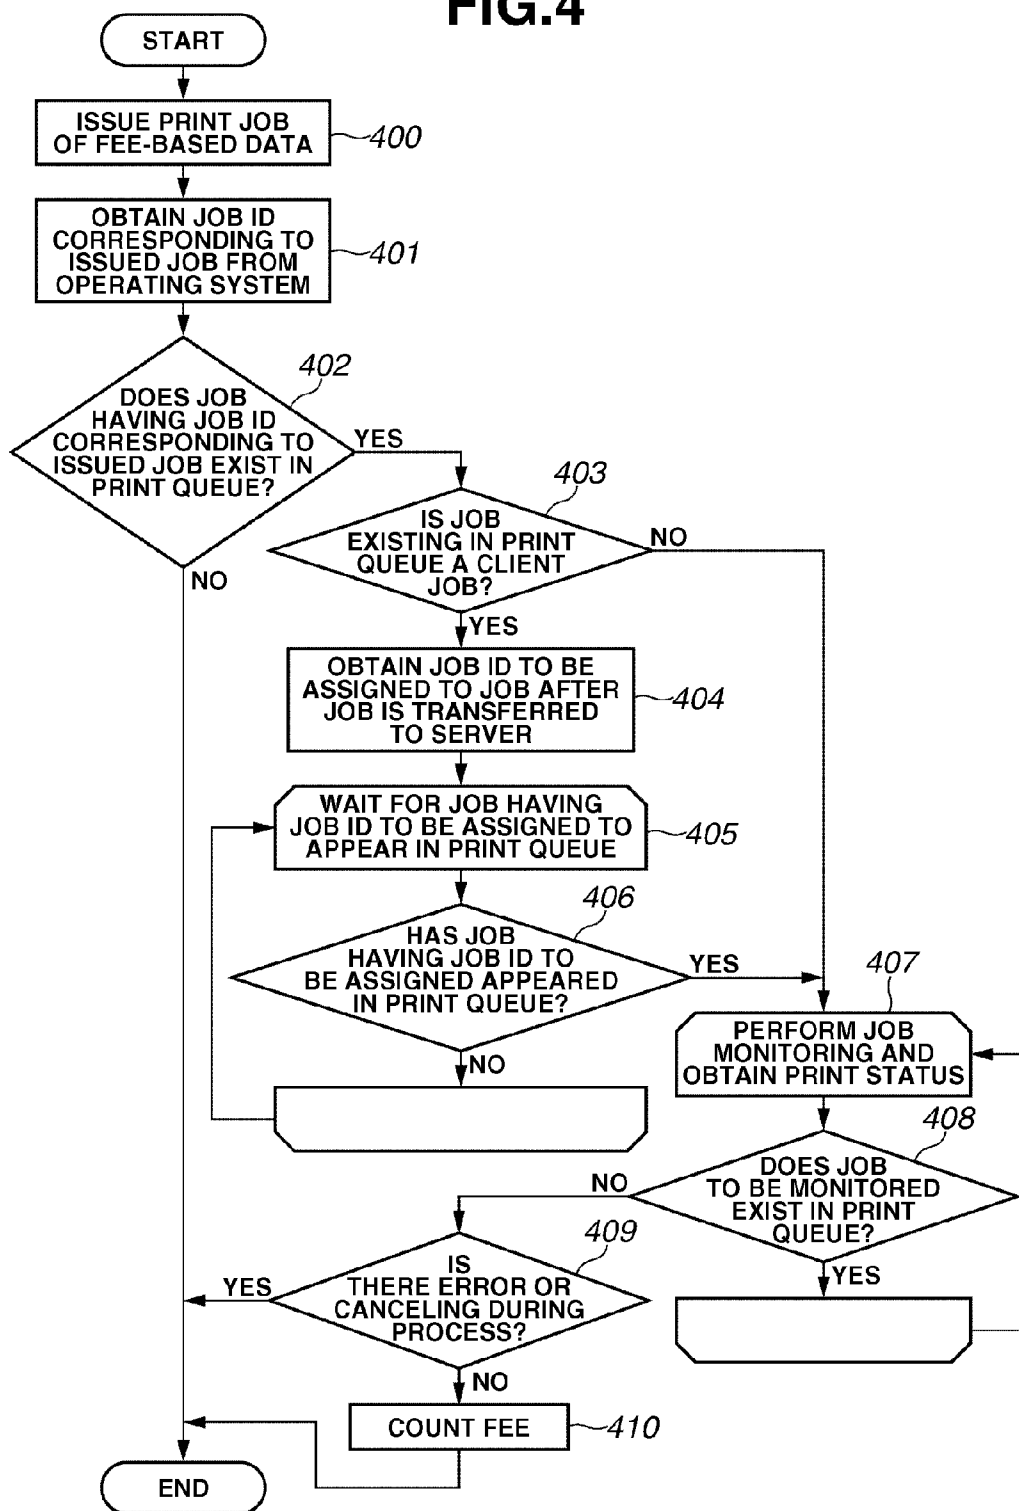 FIG.4
START
ISSUE PRINT JOB
OF FEE-BASED DATA
400
OBTAIN JOB ID
CORRESPONDING TO
ISSUED JOB FROM
OPERATING SYSTEM
401
402
DOES JOB
HAVING JOB ID
CORRESPONDING TO
ISSUED JOB EXIST IN
PRINT QUEUE?
YES
NO
403
IS JOB
EXISTING IN PRINT
QUEUE A CLIENT
JOB?
NO
YES
OBTAIN JOB ID TO BE
ASSIGNED TO JOB AFTER
JOB IS TRANSFERRED
TO SERVER
404
WAIT FOR JOB HAVING
JOB ID TO BE ASSIGNED TO
APPEAR IN PRINT QUEUE
405
406
HAS JOB
HAVING JOB ID TO
BE ASSIGNED APPEARED
IN PRINT QUEUE?
YES
NO
407
PERFORM JOB
MONITORING AND
OBTAIN PRINT STATUS
408
DOES JOB
TO BE MONITORED
EXIST IN PRINT
QUEUE?
NO
YES
409
IS
THERE ERROR OR
CANCELING DURING
PROCESS?
YES
NO
COUNT FEE
410
END